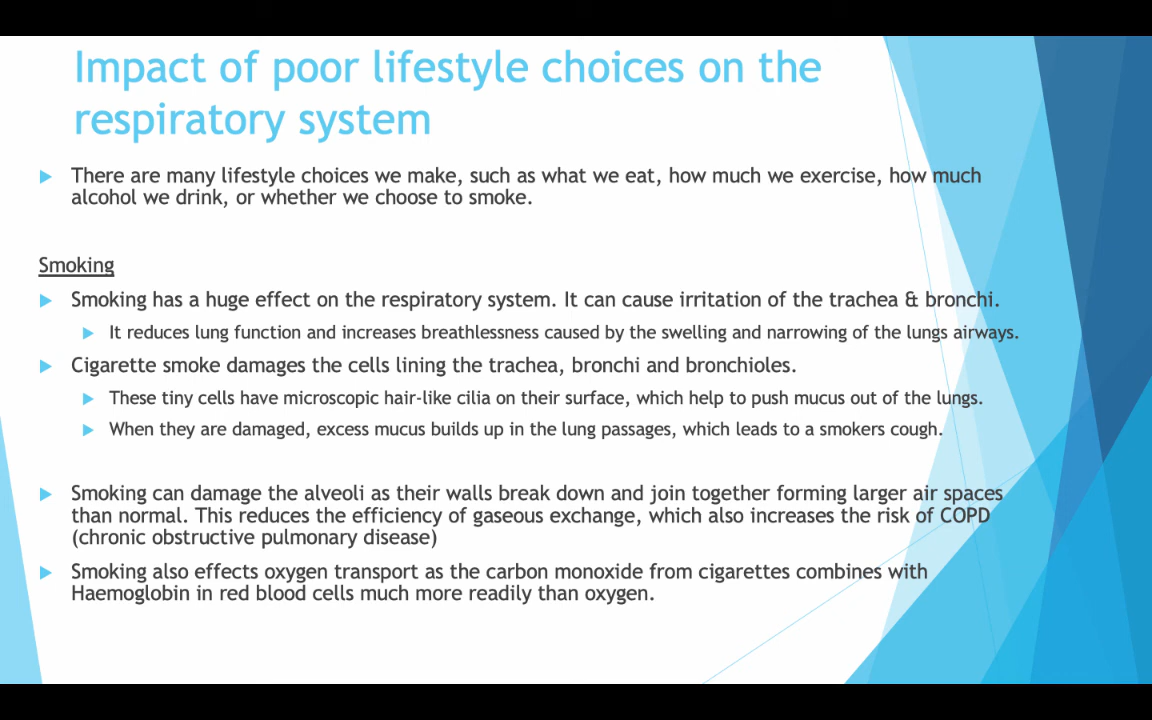 Impact of poor lifestyle choices on the
respiratory system
There are many lifestyle choices we make, such as what we eat, how much we exercise, how much
alcohol we drink, or whether we choose to smoke.
Smoking
Smoking has a huge effect on the respiratory system. It can cause irritation of the trachea & bronchi.
It reduces lung function and increases breathlessness caused by the swelling and narrowing of the lungs airways.
Cigarette smoke damages the cells lining the trachea, bronchi and bronchioles.
These tiny cells have microscopic hair-like cilia on their surface, which help to push mucus out of the lungs.
When they are damaged, excess mucus builds up in the lung passages, which leads to a smokers cough.
Smoking can damage the alveoli as their walls break down and join together forming larger air spaces
than normal. This reduces the efficiency of gaseous exchange, which also increases the risk of COPD
(chronic obstructive pulmonary disease)
Smoking also effects oxygen transport as the carbon monoxide from cigarettes combines with
Haemoglobin in red blood cells much more readily than oxygen.